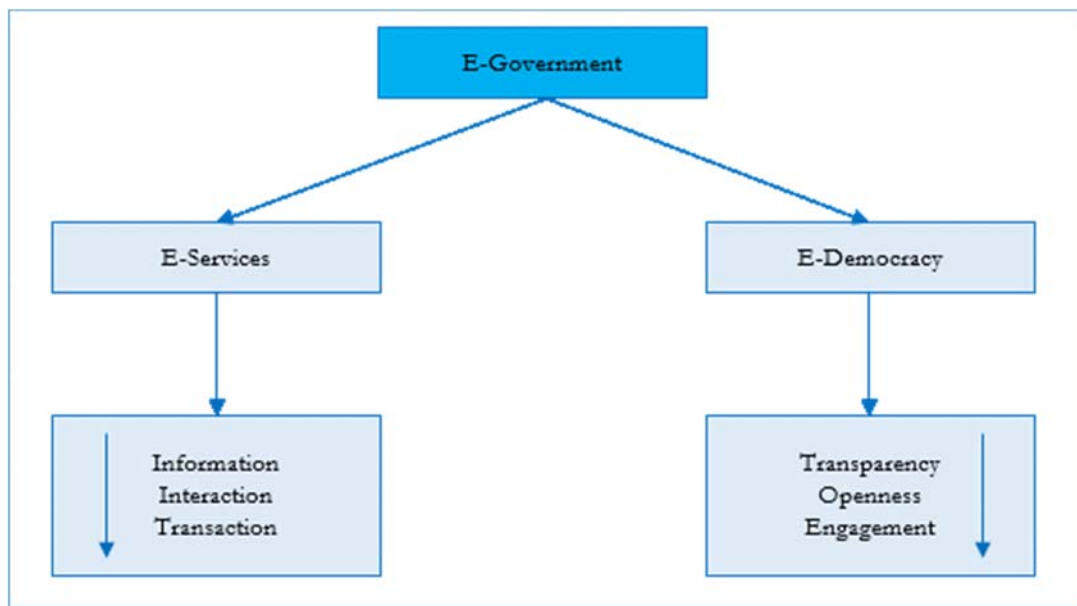 E-Government
E-Services
E-Democracy
Information
Interaction
Transaction
Transparency
Openness
Engagement